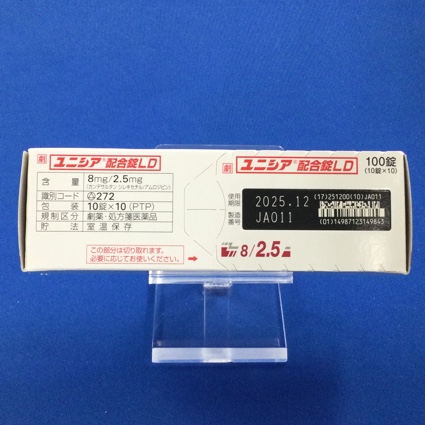 劇 ユニシア®配合錠LD
含量 8mg/2.5mg
(カンデサルタン シレキセチル/アムロジピン)
識別コード 272
包装 10錠×10(PTP)
規制区分 劇薬・処方箋医薬品
貯法 室温保存
この部分は切り取れます。
必要に応じてお使いください。
劇 ユニシア®配合錠LD 100錠
(10錠×10)
使用期限 2025.12
製造番号 JA011
(17)251200(10)JA011
(01)14987123149843
8/2.5